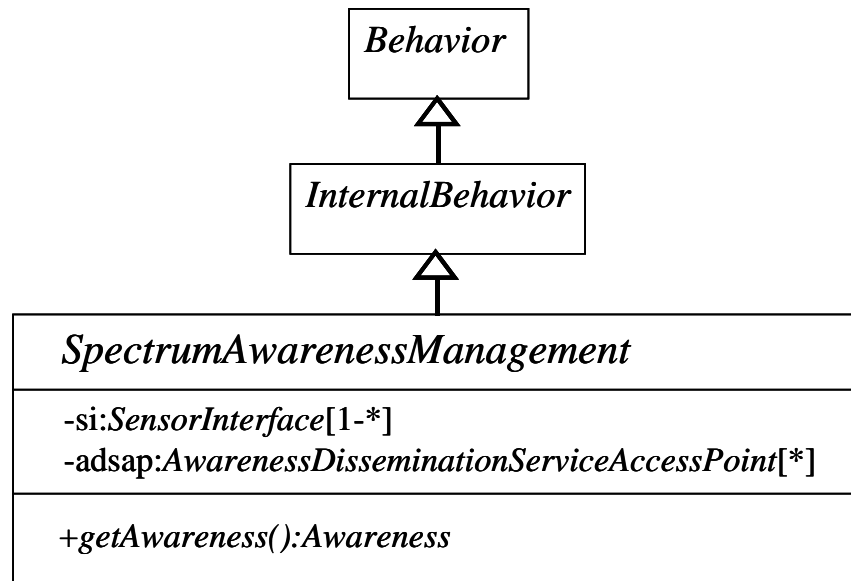 Behavior
InternalBehavior
SpectrumAwarenessManagement
-si:SensorInterface[1-*]
-adsap:AwarenessDisseminationServiceAccessPoint[*]
+getAwareness():Awareness